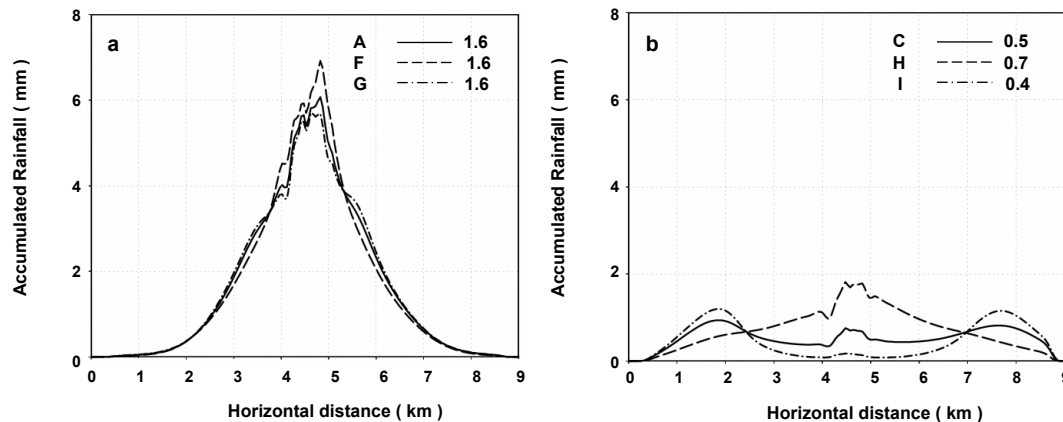 a
A 1.6
F 1.6
G 1.6
8
6
4
2
0
0 1 2 3 4 5 6 7 8 9
Accumulated Rainfall ( mm )
Horizontal distance ( km )
b
C 0.5
H 0.7
I 0.4
8
6
4
2
0
0 1 2 3 4 5 6 7 8 9
Accumulated Rainfall ( mm )
Horizontal distance ( km )